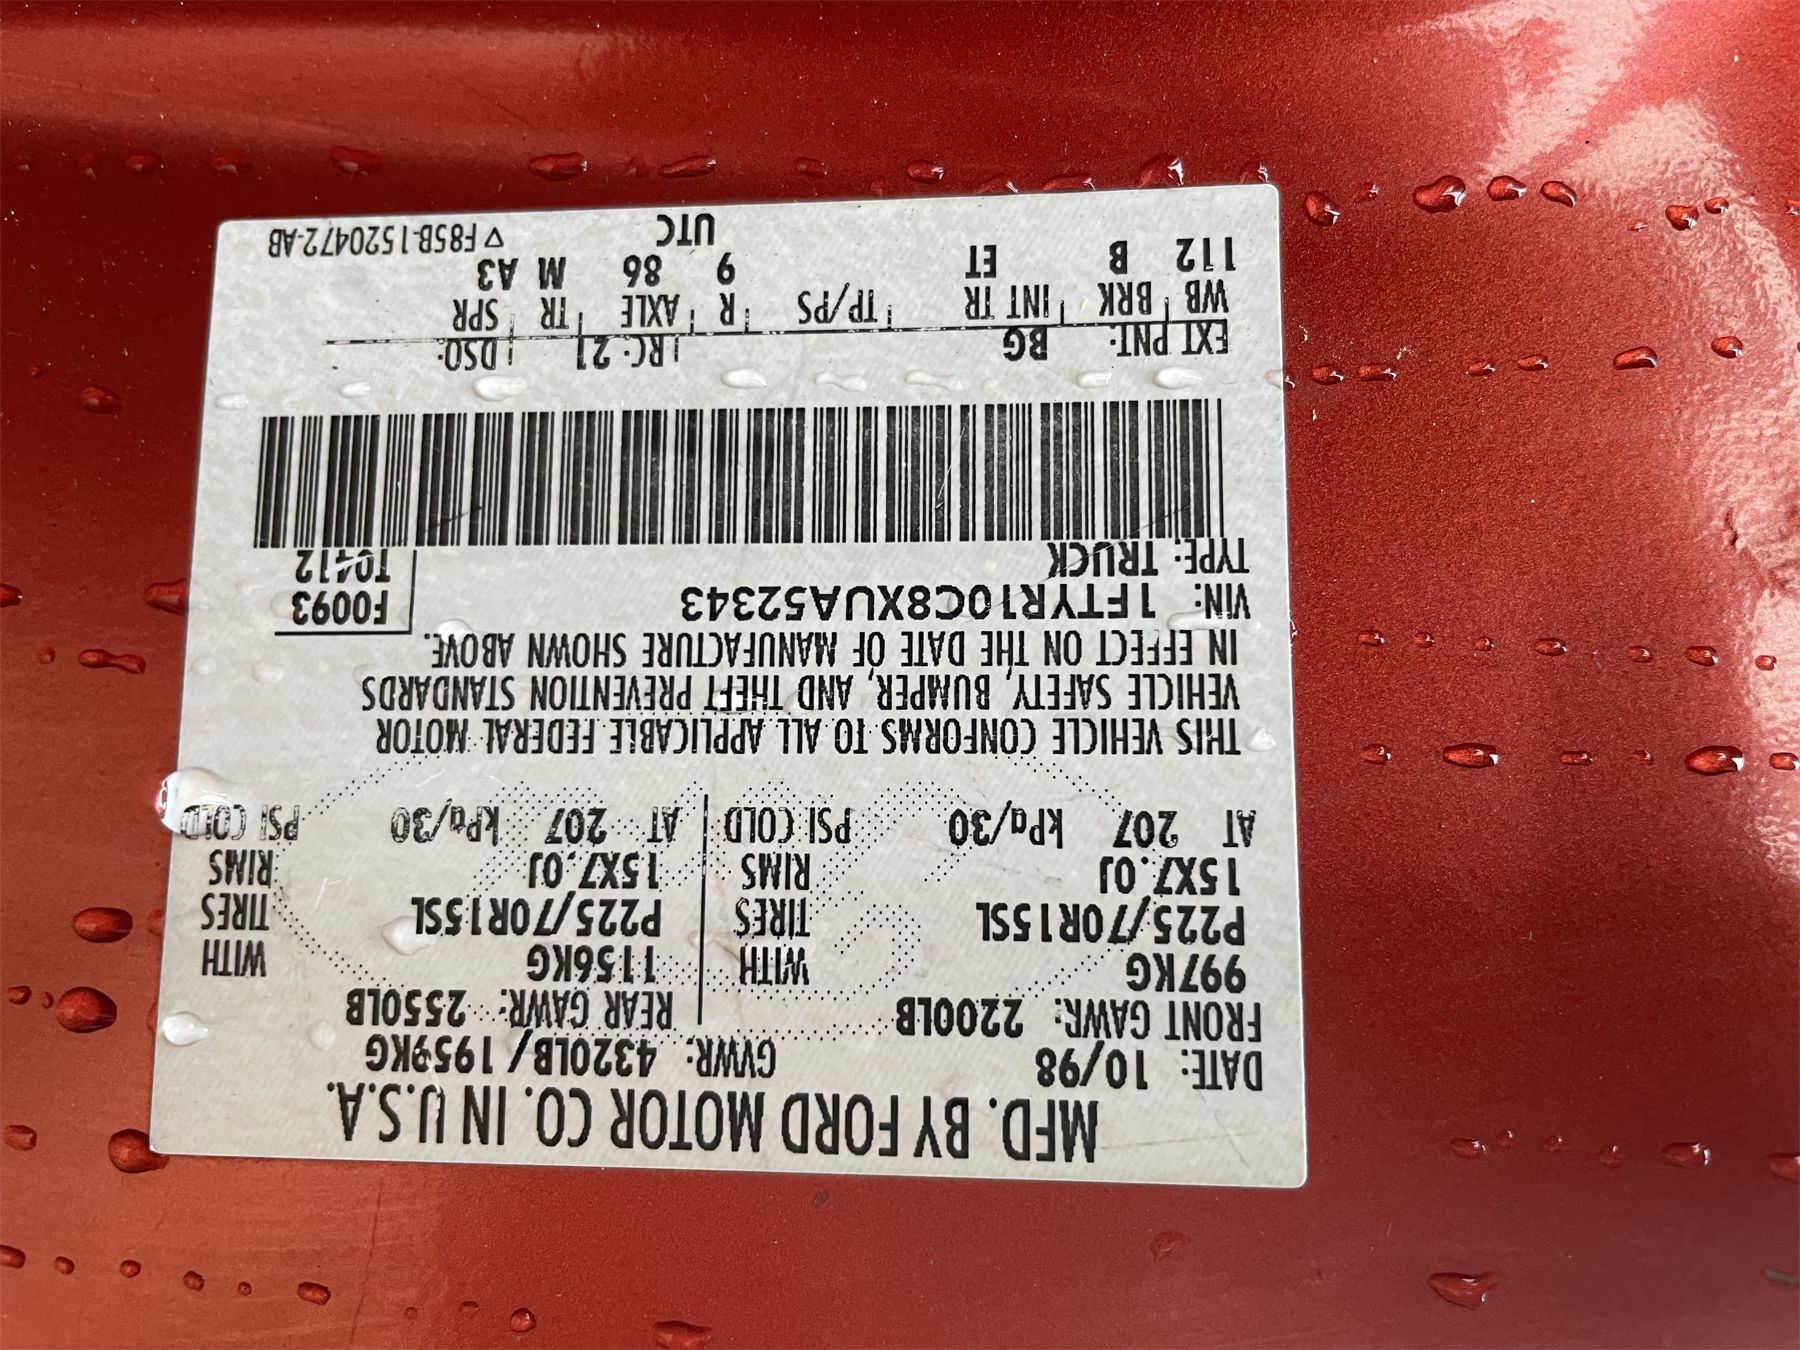 MFD. BY FORD MOTOR CO. IN U.S.A.
DATE: 10/98 GVWR: 4320LB/1959KG
FRONT GAWR: 2200LB REAR GAWR: 2550LB
997KG WITH 1156KG WITH
P225/70R15SL TIRES P225/70R15SL TIRES
15X7.0J RIMS 15X7.0J RIMS
AT 207 kPa/30 PSI COLD AT 207 kPa/30 PSI COLD
THIS VEHICLE CONFORMS TO ALL APPLICABLE FEDERAL MOTOR
VEHICLE SAFETY, BUMPER, AND THEFT PREVENTION STANDARDS
IN EFFECT ON THE DATE OF MANUFACTURE SHOWN ABOVE.
VIN: 1FTYR10C8XUA52343 F0093
TYPE: TRUCK T0412
EXT PNT: BG RC: 21 DSO:
WB BRK INT TR TP/PS R AXLE TR SPR
112 B ET 9 86 M A3
UTC ▽ F85B-1520472-AB